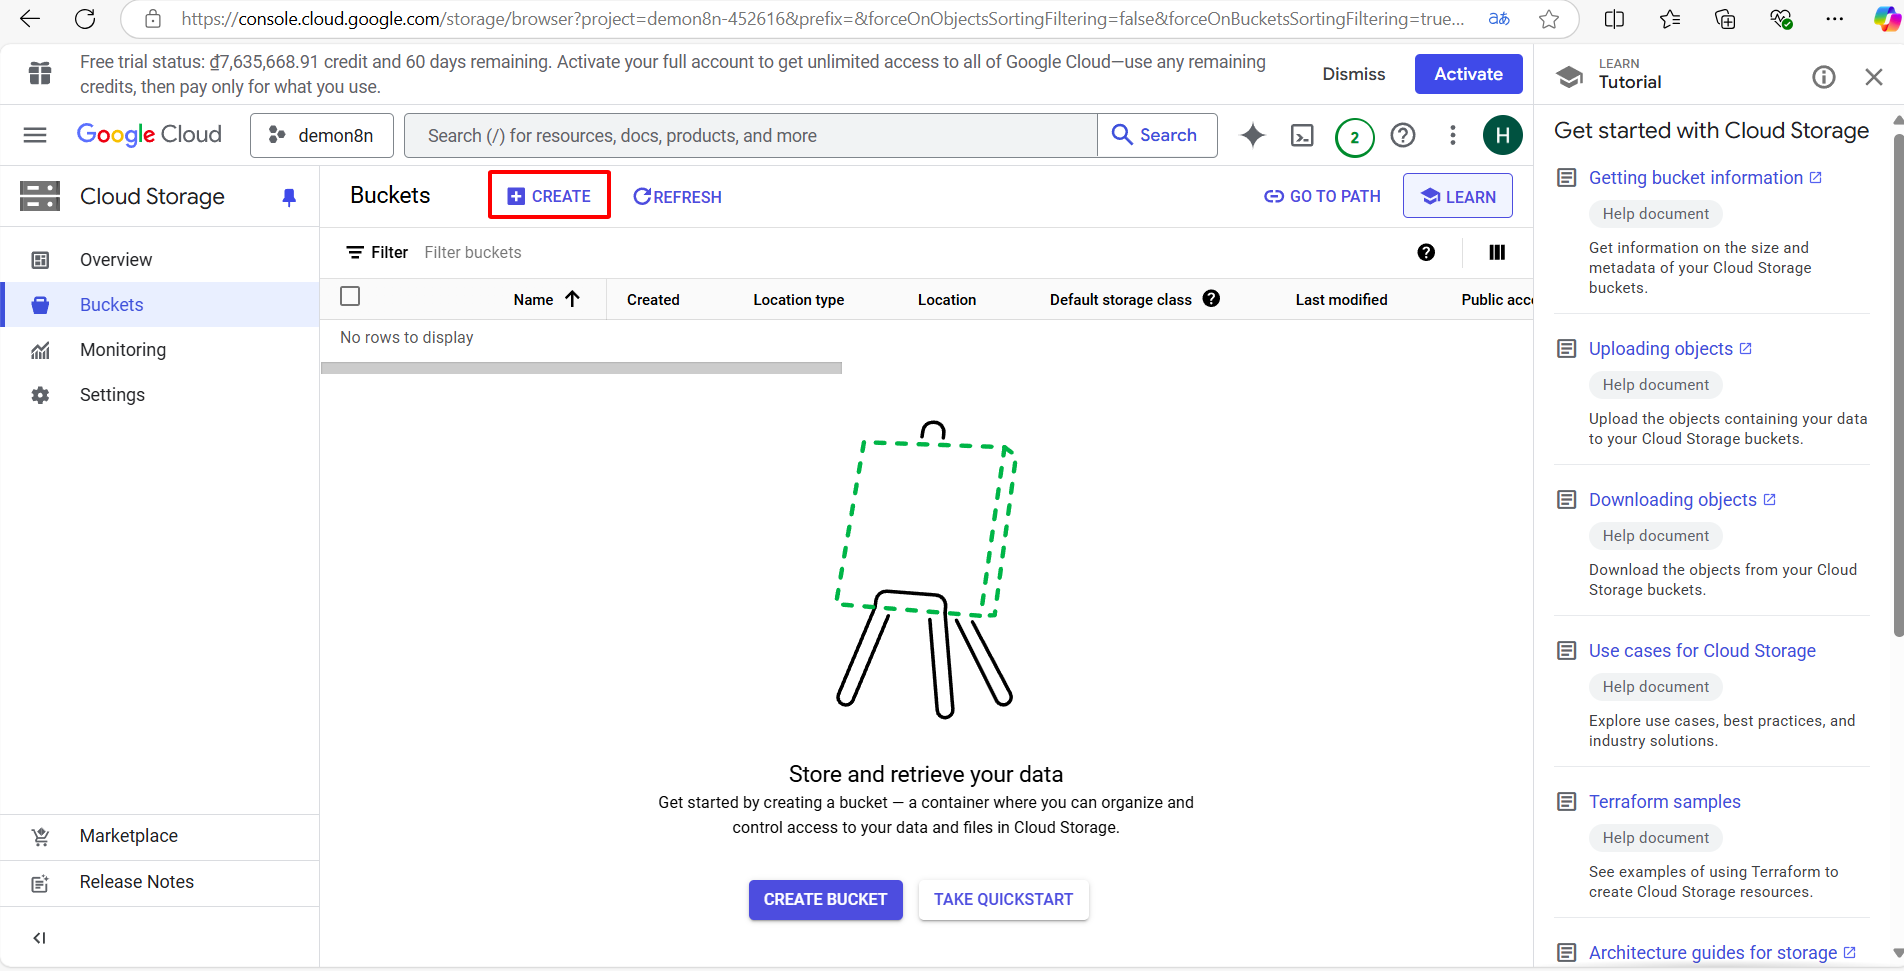 https://console.cloud.google.com/storage/browser?project=demon8n-452616&prefix=&forceOnObjectsSortingFiltering=false&forceOnBucketsSortingFiltering=true...
aあ
Free trial status: ₫7,635,668.91 credit and 60 days remaining. Activate your full account to get unlimited access to all of Google Cloud—use any remaining
credits, then pay only for what you use.
Dismiss
Activate
LEARN
Tutorial
Google Cloud
demon8n
Search (/) for resources, docs, products, and more
Search
2
H
Cloud Storage
Overview
Buckets
Monitoring
Settings
Marketplace
Release Notes
Buckets
CREATE
REFRESH
GO TO PATH
LEARN
Filter
Filter buckets
Name
Created
Location type
Location
Default storage class
Last modified
Public acc
No rows to display
Store and retrieve your data
Get started by creating a bucket — a container where you can organize and
control access to your data and files in Cloud Storage.
CREATE BUCKET
TAKE QUICKSTART
Get started with Cloud Storage
Getting bucket information
Help document
Get information on the size and
metadata of your Cloud Storage
buckets.
Uploading objects
Help document
Upload the objects containing your data
to your Cloud Storage buckets.
Downloading objects
Help document
Download the objects from your Cloud
Storage buckets.
Use cases for Cloud Storage
Help document
Explore use cases, best practices, and
industry solutions.
Terraform samples
Help document
See examples of using Terraform to
create Cloud Storage resources.
Architecture guides for storage